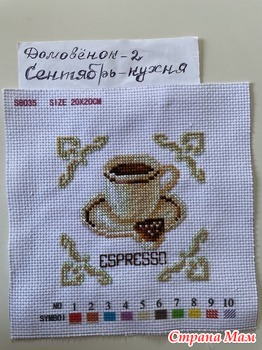 Домовёнок-2
Сентябрь-кухня
S8035 SIZE 20X20CM
ESPRESSO
NO 1 2 3 4 5 6 7 8 9 10
SYMBOL
Страна Мам